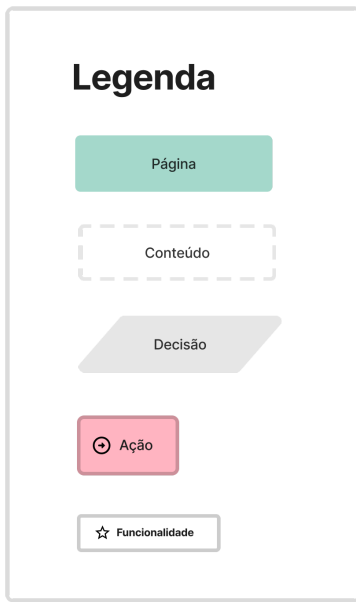 Legenda
Página
Conteúdo
Decisão
Ação
Funcionalidade